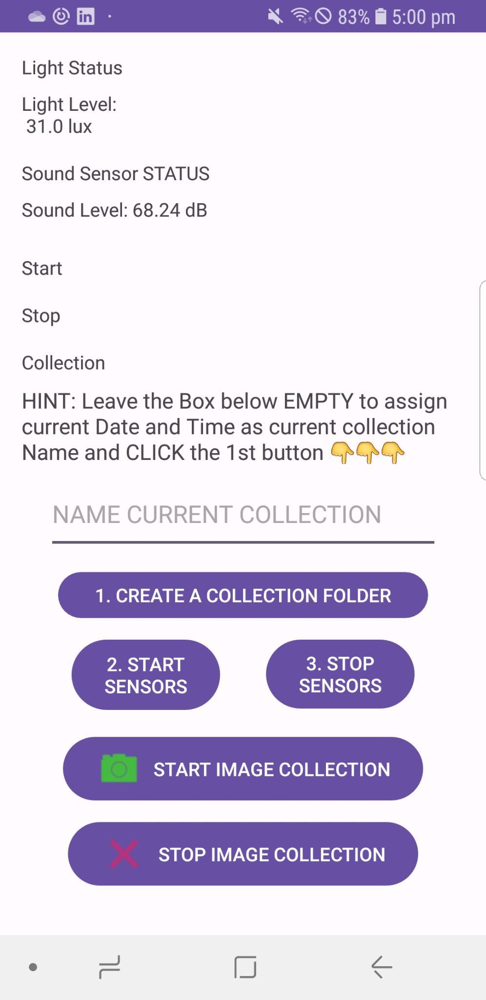 in 83% 5:00 pm
Light Status
Light Level:
31.0 lux
Sound Sensor STATUS
Sound Level: 68.24 dB
Start
Stop
Collection
HINT: Leave the Box below EMPTY to assign
current Date and Time as current collection
Name and CLICK the 1st button 👇👇👇
NAME CURRENT COLLECTION
1. CREATE A COLLECTION FOLDER
2. START
SENSORS
3. STOP
SENSORS
START IMAGE COLLECTION
STOP IMAGE COLLECTION